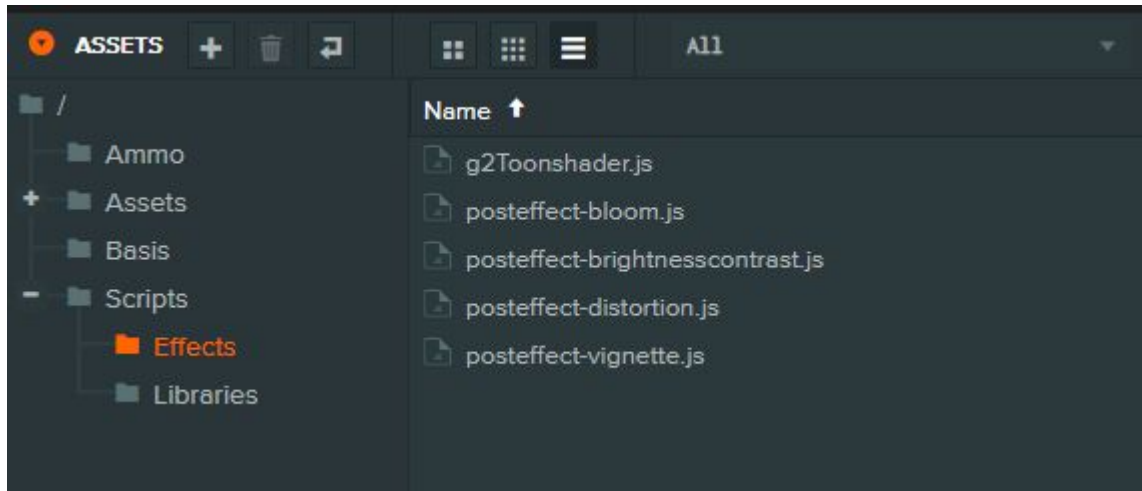 ASSETS
All
/
Ammo
Assets
Basis
Scripts
Effects
Libraries
Name
g2Toonshader.js
posteffect-bloom.js
posteffect-brightnesscontrast.js
posteffect-distortion.js
posteffect-vignette.js